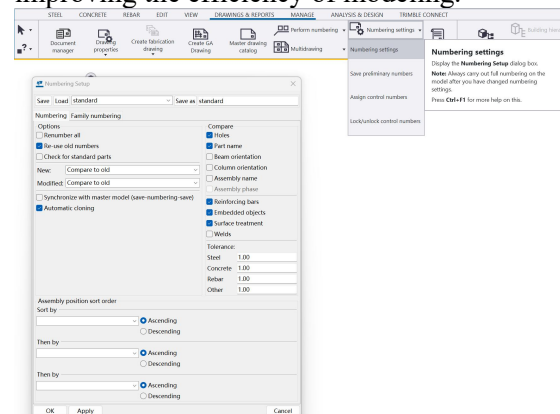 improving the efficiency of modeling.
STEEL CONCRETE REBAR EDIT VIEW DRAWINGS & REPORTS MANAGE ANALYSIS & DESIGN TRIMBLE CONNECT
Document manager
Drawing properties
Create fabrication drawing
Create GA Drawing
Master drawing catalog
Perform numbering
Multidrawing
Numbering settings
Numbering settings
Save preliminary numbers
Assign control numbers
Lock/unlock control numbers
Numbering settings
Display the Numbering Setup dialog box.
Note: Always carry out full numbering on the
model after you have changed numbering
settings.
Press Ctrl+F1 for more help on this.
Numbering Setup
Save Load standard Save as standard
Numbering Family numbering
Options
Renumber all
Re-use old numbers
Check for standard parts
New: Compare to old
Modified: Compare to old
Synchronize with master model (save-numbering-save)
Automatic cloning
Compare
Holes
Part name
Beam orientation
Column orientation
Assembly name
Assembly phase
Reinforcing bars
Embedded objects
Surface treatment
Welds
Tolerance:
Steel 1.00
Concrete 1.00
Rebar 1.00
Other 1.00
Assembly position sort order
Sort by
Ascending
Descending
Then by
Ascending
Descending
Then by
Ascending
Descending
OK Apply Cancel